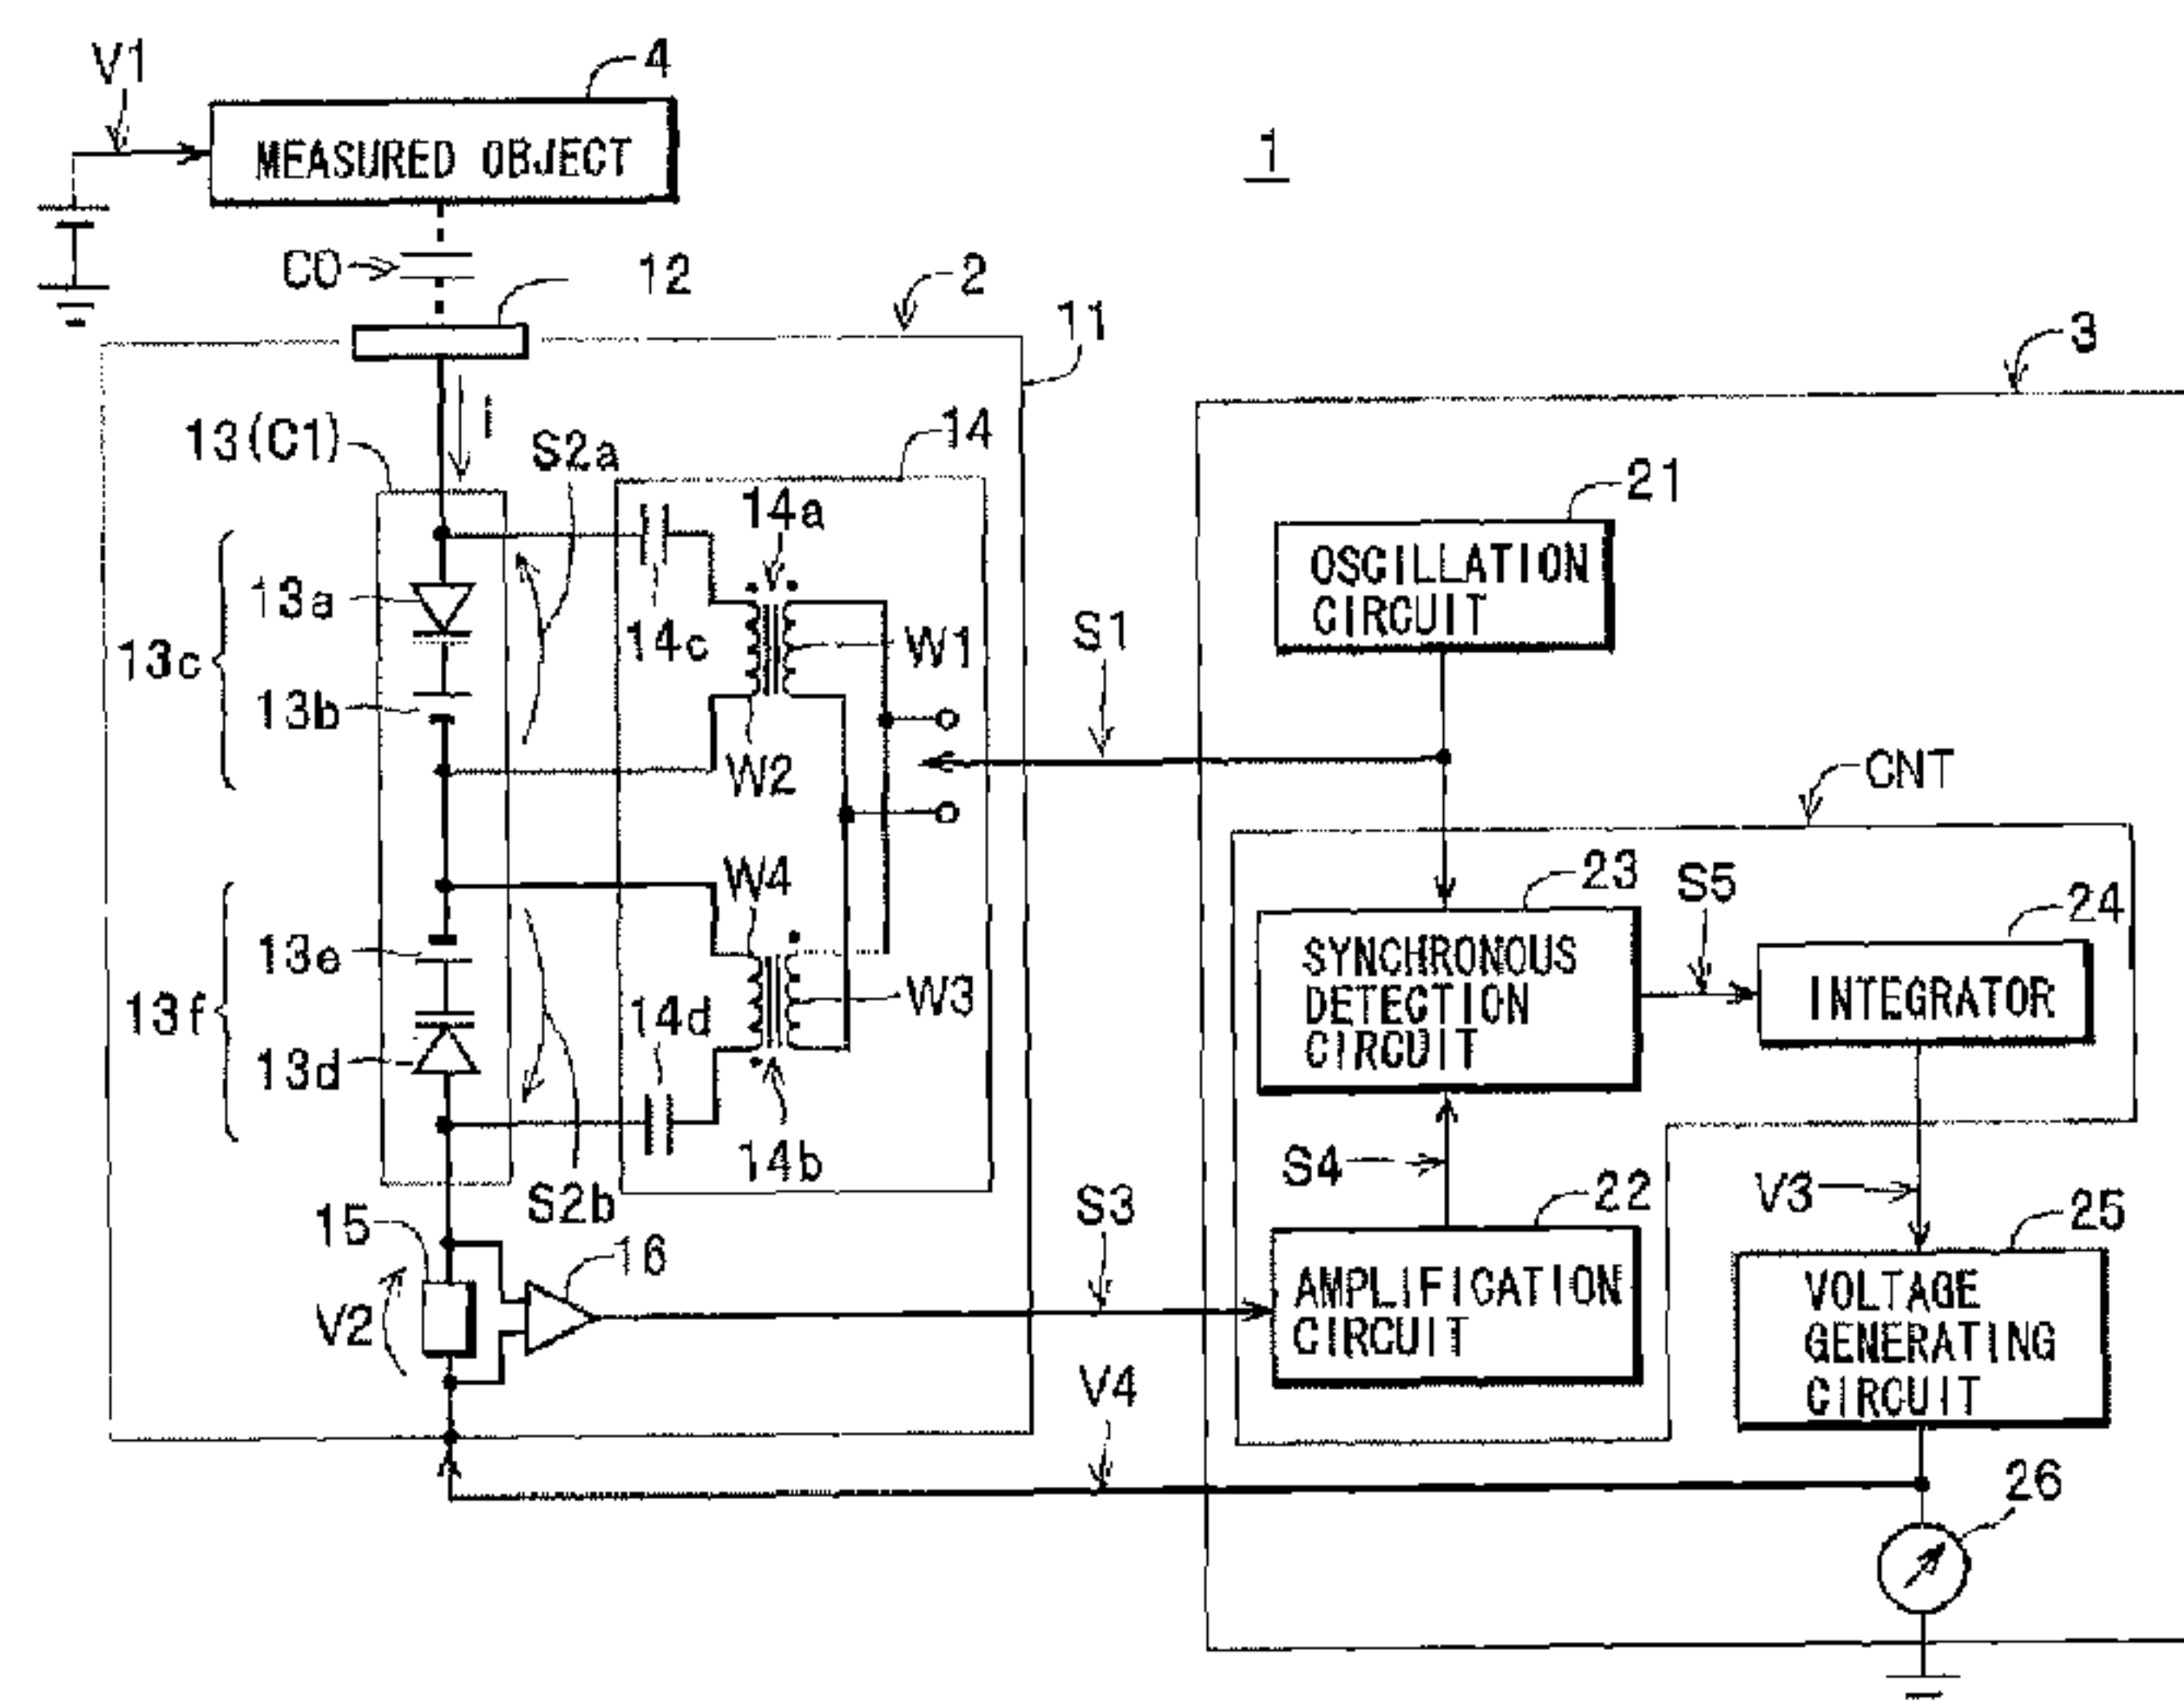 V1
4
MEASURED OBJECT
1
C0
12
2
11
3
13(C1)
I
S2a
14
14a
21
OSCILLATION
CIRCUIT
13a
13c
14c
W1
S1
13b
W2
CNT
W4
23
S5
24
13e
13f
14d
W3
SYNCHRONOUS
DETECTION
CIRCUIT
INTEGRATOR
13d
14b
S4
22
V3
25
S2b
15
16
S3
V2
AMPLIFICATION
CIRCUIT
VOLTAGE
GENERATING
CIRCUIT
V4
26